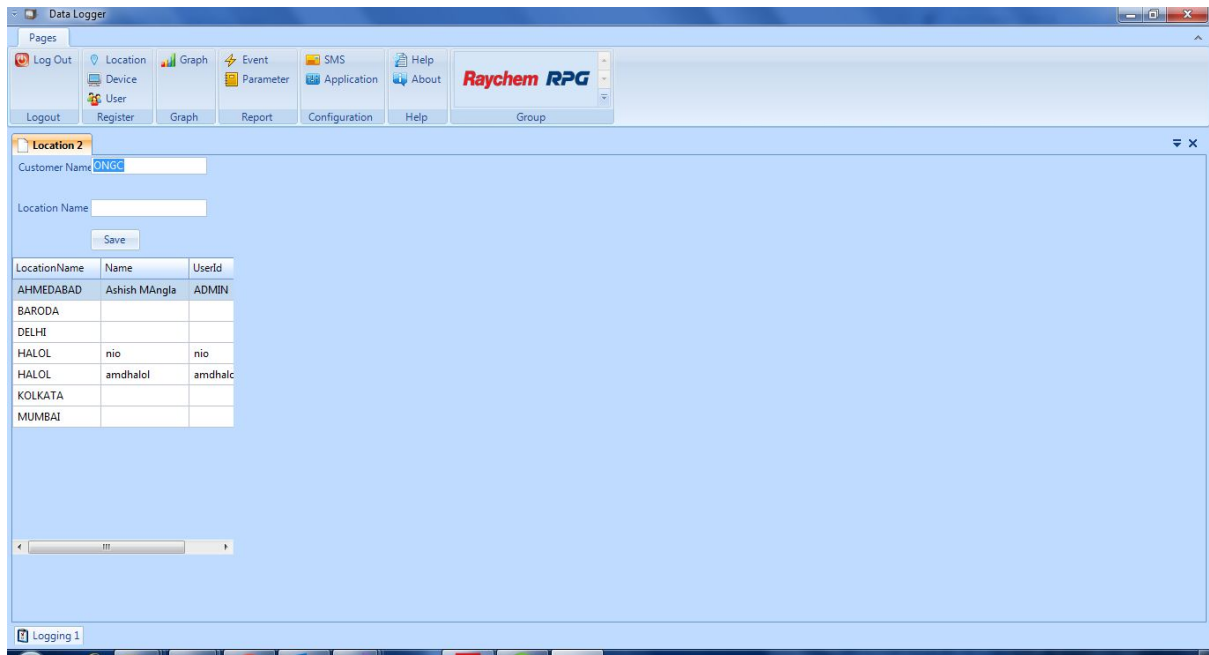 Data Logger
Pages
Log Out Location Graph Event SMS Help
Device Parameter Application About
User
Raychem RPG
Logout Register Graph Report Configuration Help Group
Location 2
Customer Name ONGC
Location Name
Save
LocationName Name UserId
AHMEDABAD Ashish MAngla ADMIN
BARODA
DELHI
HALOL nio nio
HALOL amdhalol amdhalc
KOLKATA
MUMBAI
Logging 1